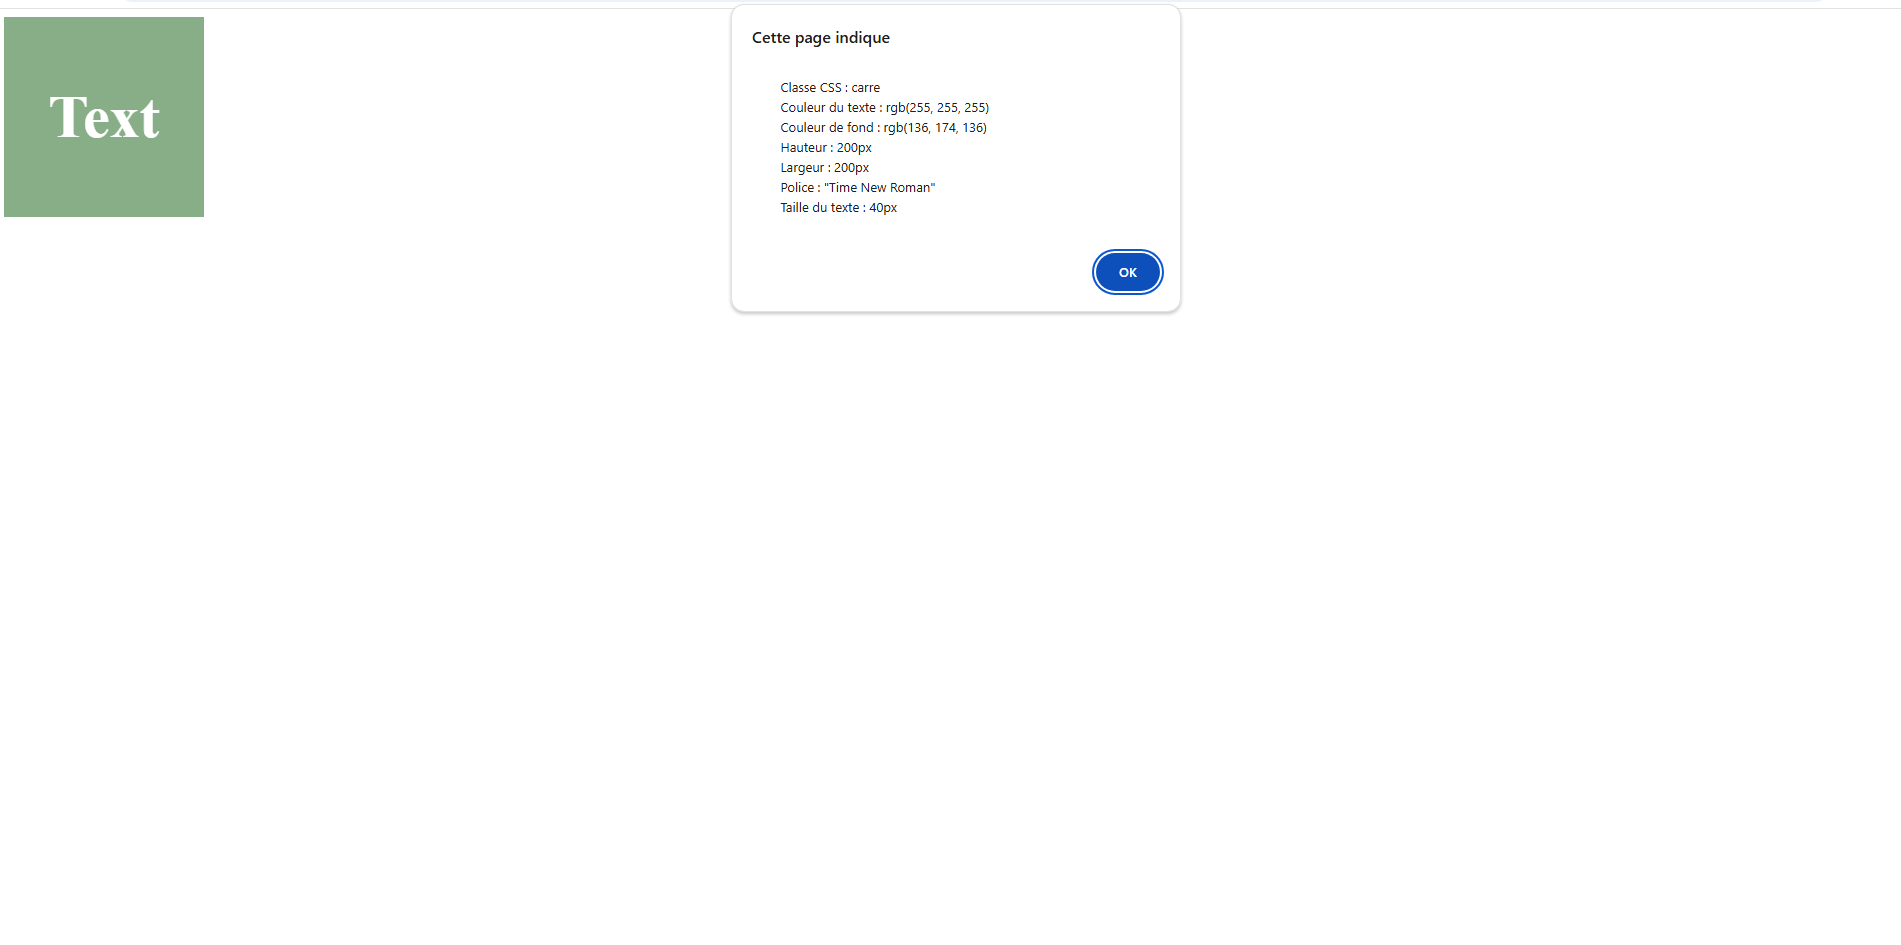 Text
Cette page indique
Classe CSS : carre
Couleur du texte : rgb(255, 255, 255)
Couleur de fond : rgb(136, 174, 136)
Hauteur : 200px
Largeur : 200px
Police : "Time New Roman"
Taille du texte : 40px
OK